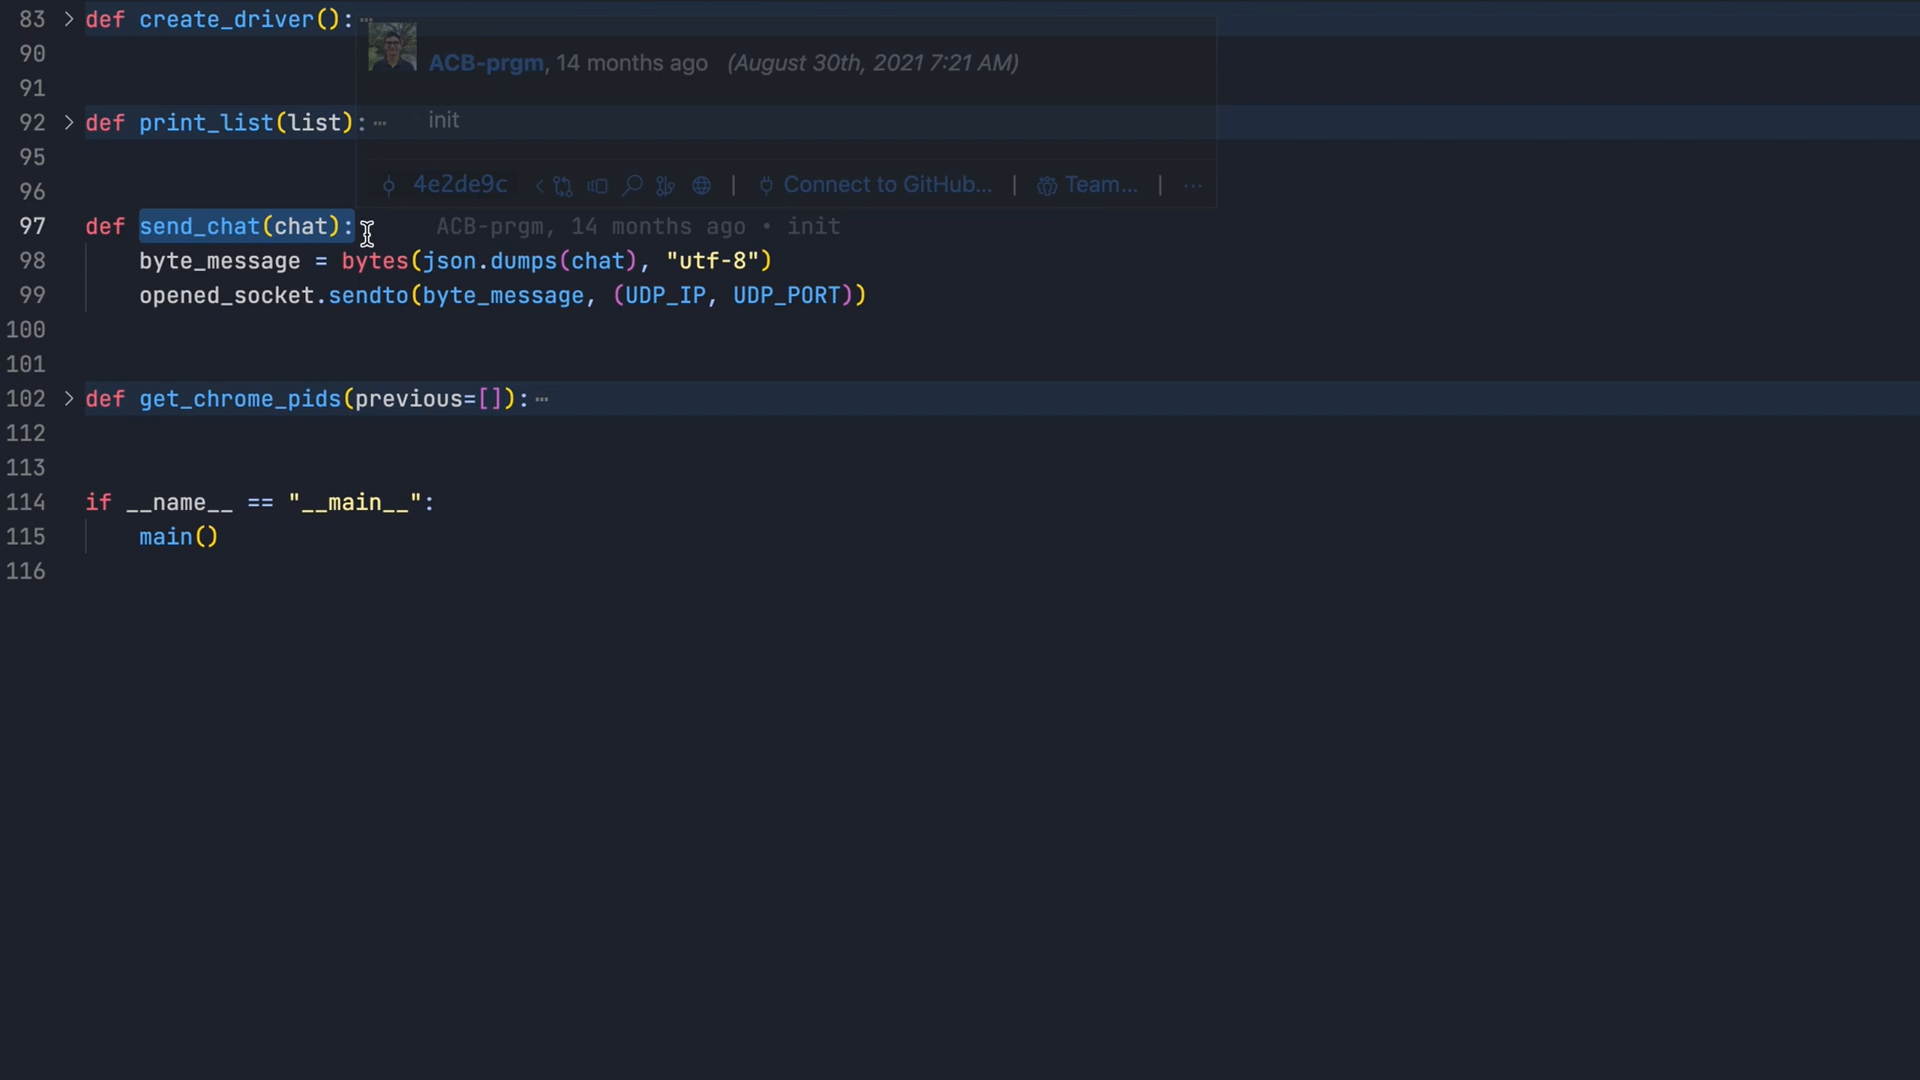 83 > def create_driver():⋯
ACB-prgm, 14 months ago (August 30th, 2021 7:21 AM)
90
91
92 > def print_list(list):⋯
init
95
96
4e2de9c | Connect to GitHub... | Team... | ⋯
97 def send_chat(chat): ACB-prgm, 14 months ago • init
98 byte_message = bytes(json.dumps(chat), "utf-8")
99 opened_socket.sendto(byte_message, (UDP_IP, UDP_PORT))
100
101
102 > def get_chrome_pids(previous=[]):⋯
112
113
114 if __name__ == "__main__":
115 main()
116